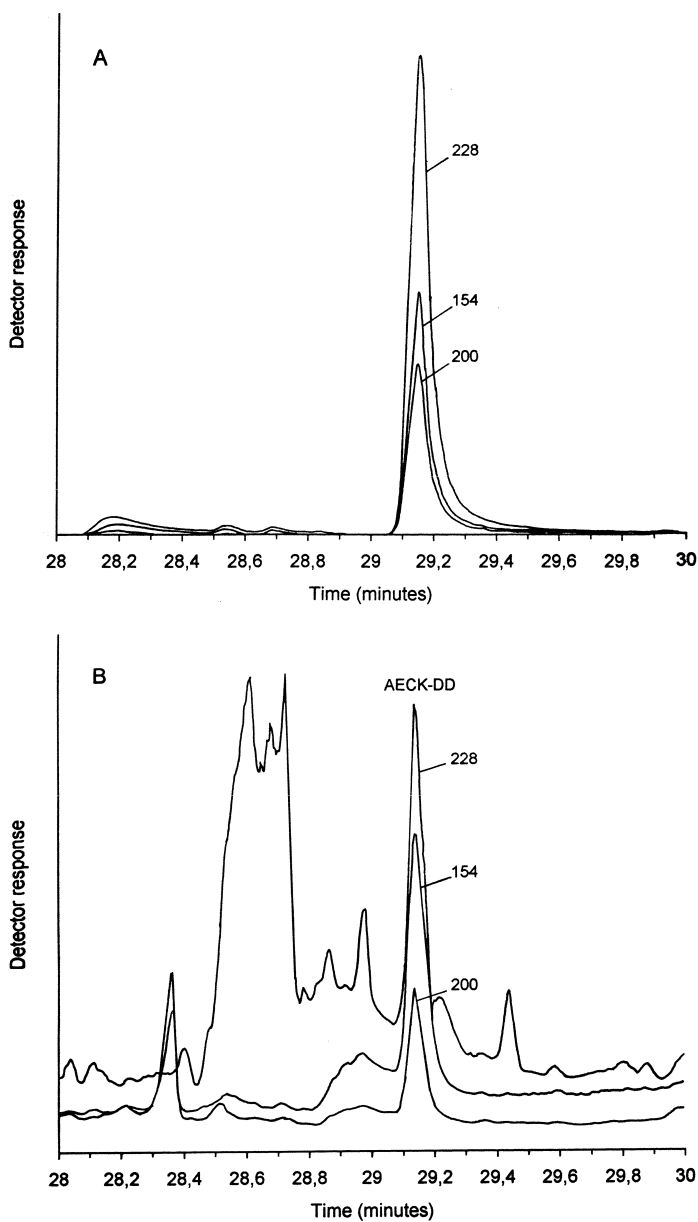 A
228
154
200
Detector response
28 28,2 28,4 28,6 28,8 29 29,2 29,4 29,6 29,8 30
Time (minutes)
B
AECK-DD
228
154
200
Detector response
28 28,2 28,4 28,6 28,8 29 29,2 29,4 29,6 29,8 30
Time (minutes)